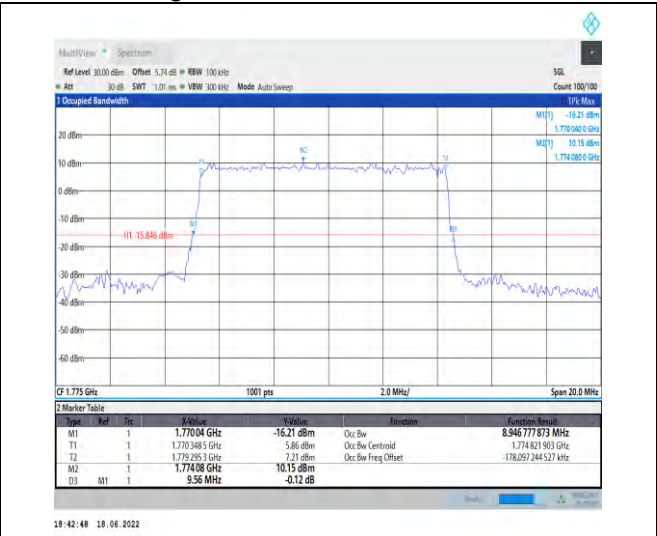 MultiView Spectrum
Ref Level 30.00 dBm Offset 5.74 dB RBW 100 kHz SGL
Att 30 dB SWT 1.01 ms VBW 300 kHz Mode Auto Sweep Count 100/100
1 Occupied Bandwidth 1Pk Max
M1[1] -16.21 dBm
1.770 040 0 GHz
20 dBm M2[1] 10.15 dBm
1.774 080 0 GHz
M2
T1 T2
10 dBm
0 dBm
-10 dBm
M1
H1 -15.846 dBm
-20 dBm
-30 dBm
-40 dBm
-50 dBm
-60 dBm
CF 1.775 GHz 1001 pts 2.0 MHz/ Span 20.0 MHz
2 Marker Table
Type Ref Trc X-Value Y-Value Function Function Result
M1 1 1.77004 GHz -16.21 dBm Occ Bw 8.946 777 873 MHz
T1 1 1.770 348 5 GHz 5.86 dBm Occ Bw Centroid 1.774 821 903 GHz
T2 1 1.779 295 3 GHz 7.21 dBm Occ Bw Freq Offset -178.097 244 527 kHz
M2 1 1.77408 GHz 10.15 dBm
D3 M1 1 9.56 MHz -0.12 dB
18:42:48 18.06.2022